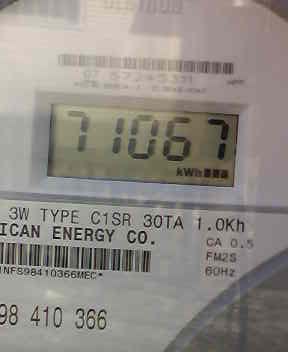 71067
kWh
3W TYPE C1SR 30TA 1.0Kh
ICAN ENERGY CO.
CA 0.5
FM2S
60Hz
INFS98410366MEC*
98 410 366